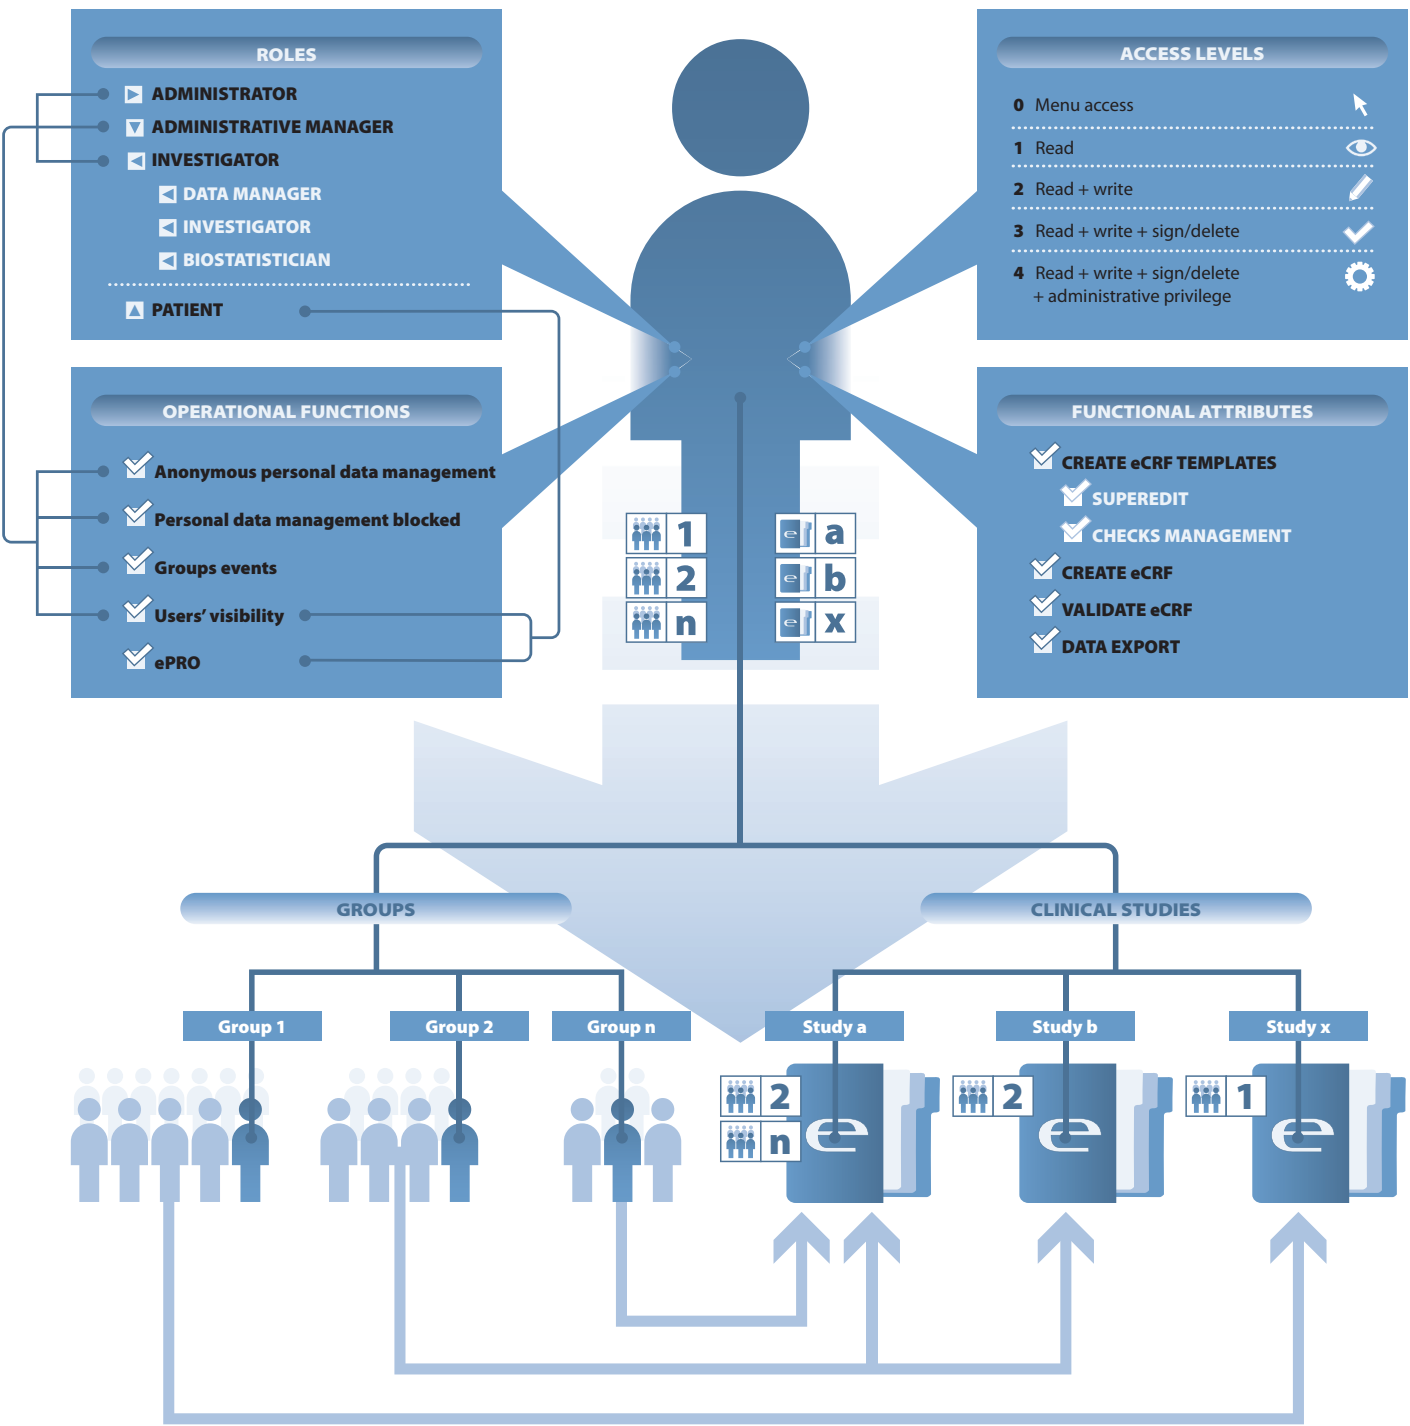 ROLES
ADMINISTRATOR
ADMINISTRATIVE MANAGER
INVESTIGATOR
DATA MANAGER
INVESTIGATOR
BIOSTATISTICIAN
PATIENT
ACCESS LEVELS
0 Menu access
1 Read
2 Read + write
3 Read + write + sign/delete
4 Read + write + sign/delete
+ administrative privilege
OPERATIONAL FUNCTIONS
Anonymous personal data management
Personal data management blocked
Groups events
Users’ visibility
ePRO
FUNCTIONAL ATTRIBUTES
CREATE eCRF TEMPLATES
SUPEREDIT
CHECKS MANAGEMENT
CREATE eCRF
VALIDATE eCRF
DATA EXPORT
1
2
n
e a
e b
e x
GROUPS
CLINICAL STUDIES
Group 1
Group 2
Group n
Study a
Study b
Study x
2
n
e
2
e
1
e